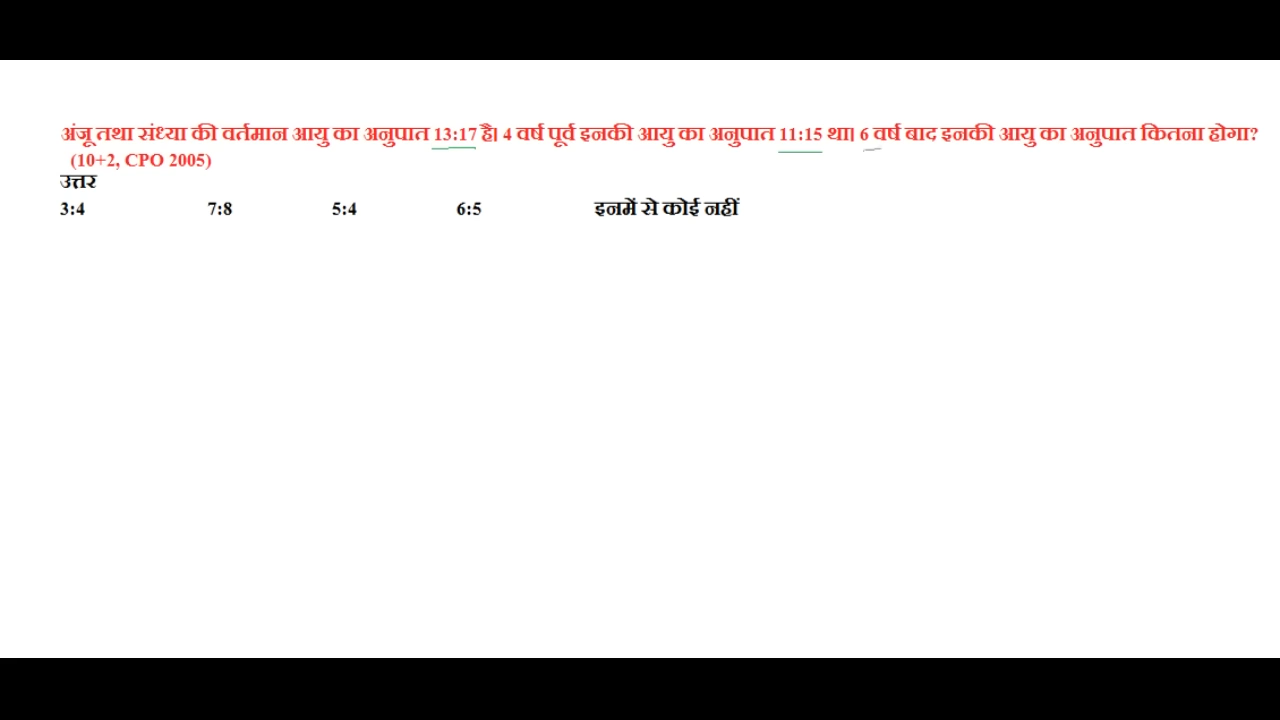 अंजू तथा संध्या की वर्तमान आयु का अनुपात 13:17 है। 4 वर्ष पूर्व इनकी आयु का अनुपात 11:15 था। 6 वर्ष बाद इनकी आयु का अनुपात कितना होगा?
(10+2, CPO 2005)
उत्तर
3:4 7:8 5:4 6:5 इनमें से कोई नहीं